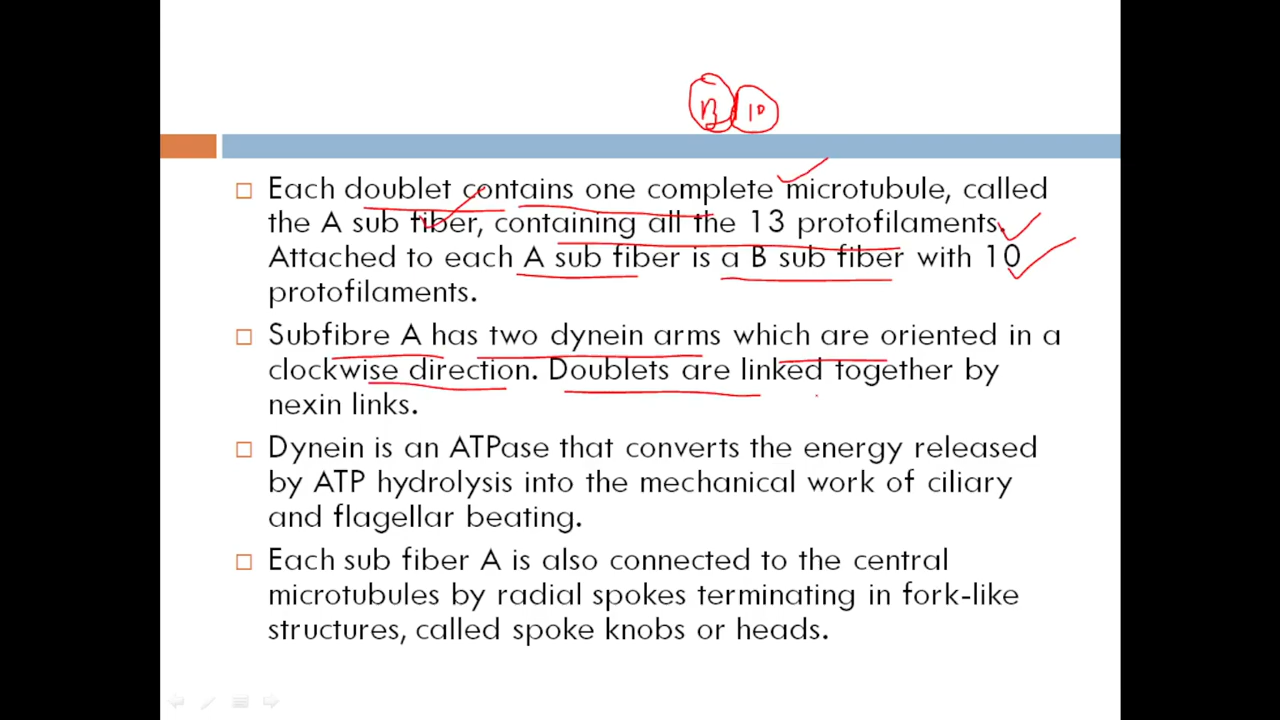 13 10
Each doublet contains one complete microtubule, called
the A sub fiber, containing all the 13 protofilaments.
Attached to each A sub fiber is a B sub fiber with 10
protofilaments.
Subfibre A has two dynein arms which are oriented in a
clockwise direction. Doublets are linked together by
nexin links.
Dynein is an ATPase that converts the energy released
by ATP hydrolysis into the mechanical work of ciliary
and flagellar beating.
Each sub fiber A is also connected to the central
microtubules by radial spokes terminating in fork-like
structures, called spoke knobs or heads.